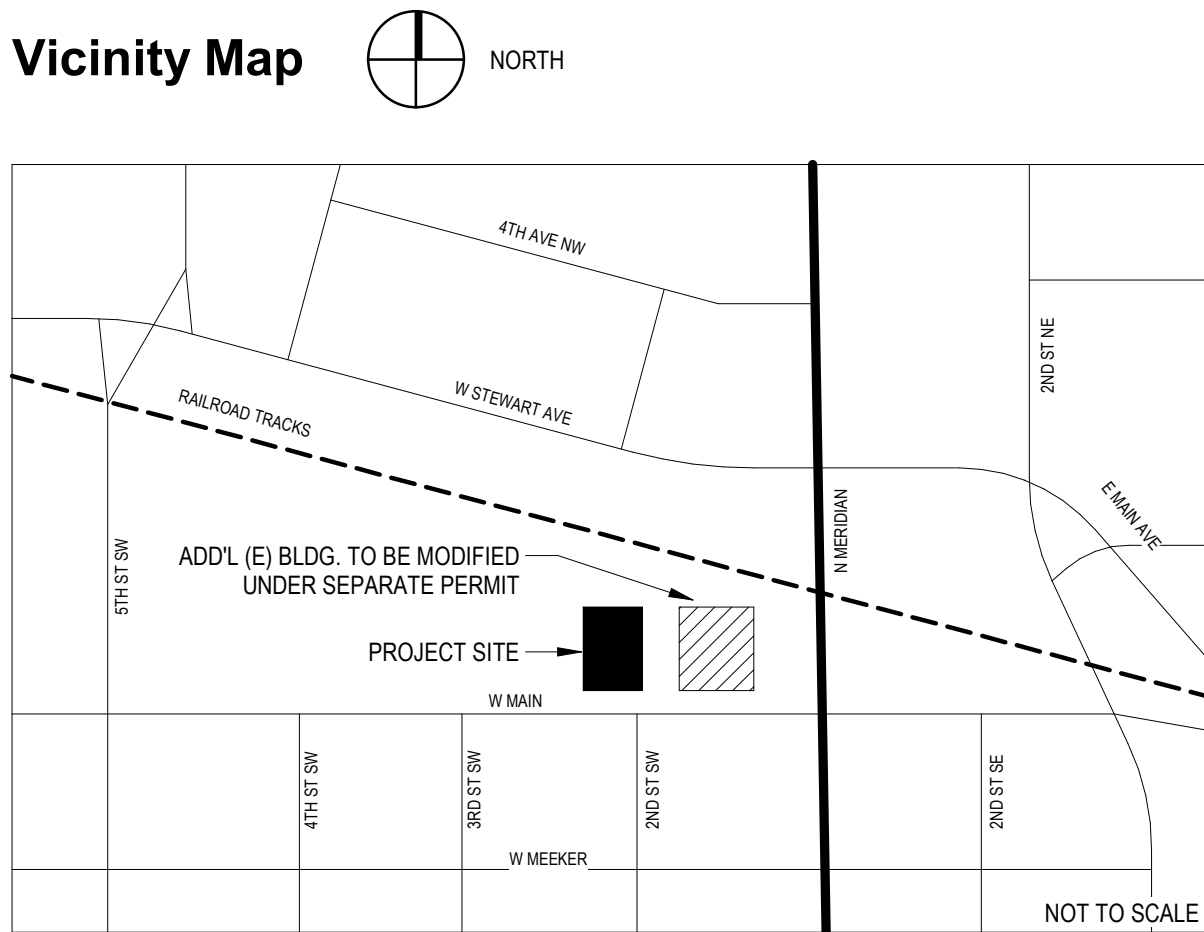 Vicinity Map
NORTH
4TH AVE NW
2ND ST NE
W STEWART AVE
RAILROAD TRACKS
E MAIN AVE
N MERIDIAN
5TH ST SW
ADD'L (E) BLDG. TO BE MODIFIED
UNDER SEPARATE PERMIT
PROJECT SITE
W MAIN
4TH ST SW
3RD ST SW
2ND ST SW
2ND ST SE
W MEEKER
NOT TO SCALE